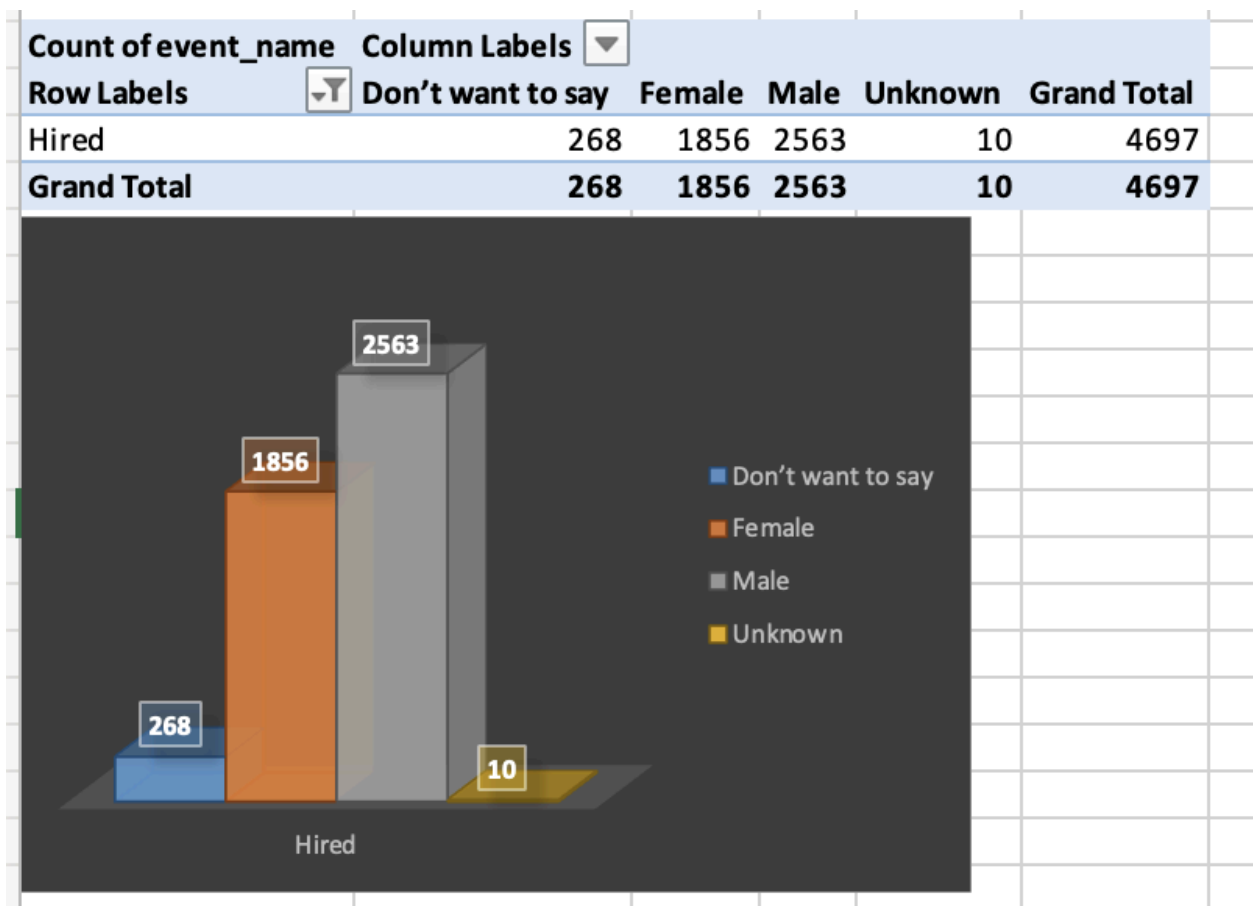 Count of event_name Column Labels
Row Labels Don’t want to say Female Male Unknown Grand Total
Hired 268 1856 2563 10 4697
Grand Total 268 1856 2563 10 4697
2563
1856
268
10
Hired
Don’t want to say
Female
Male
Unknown